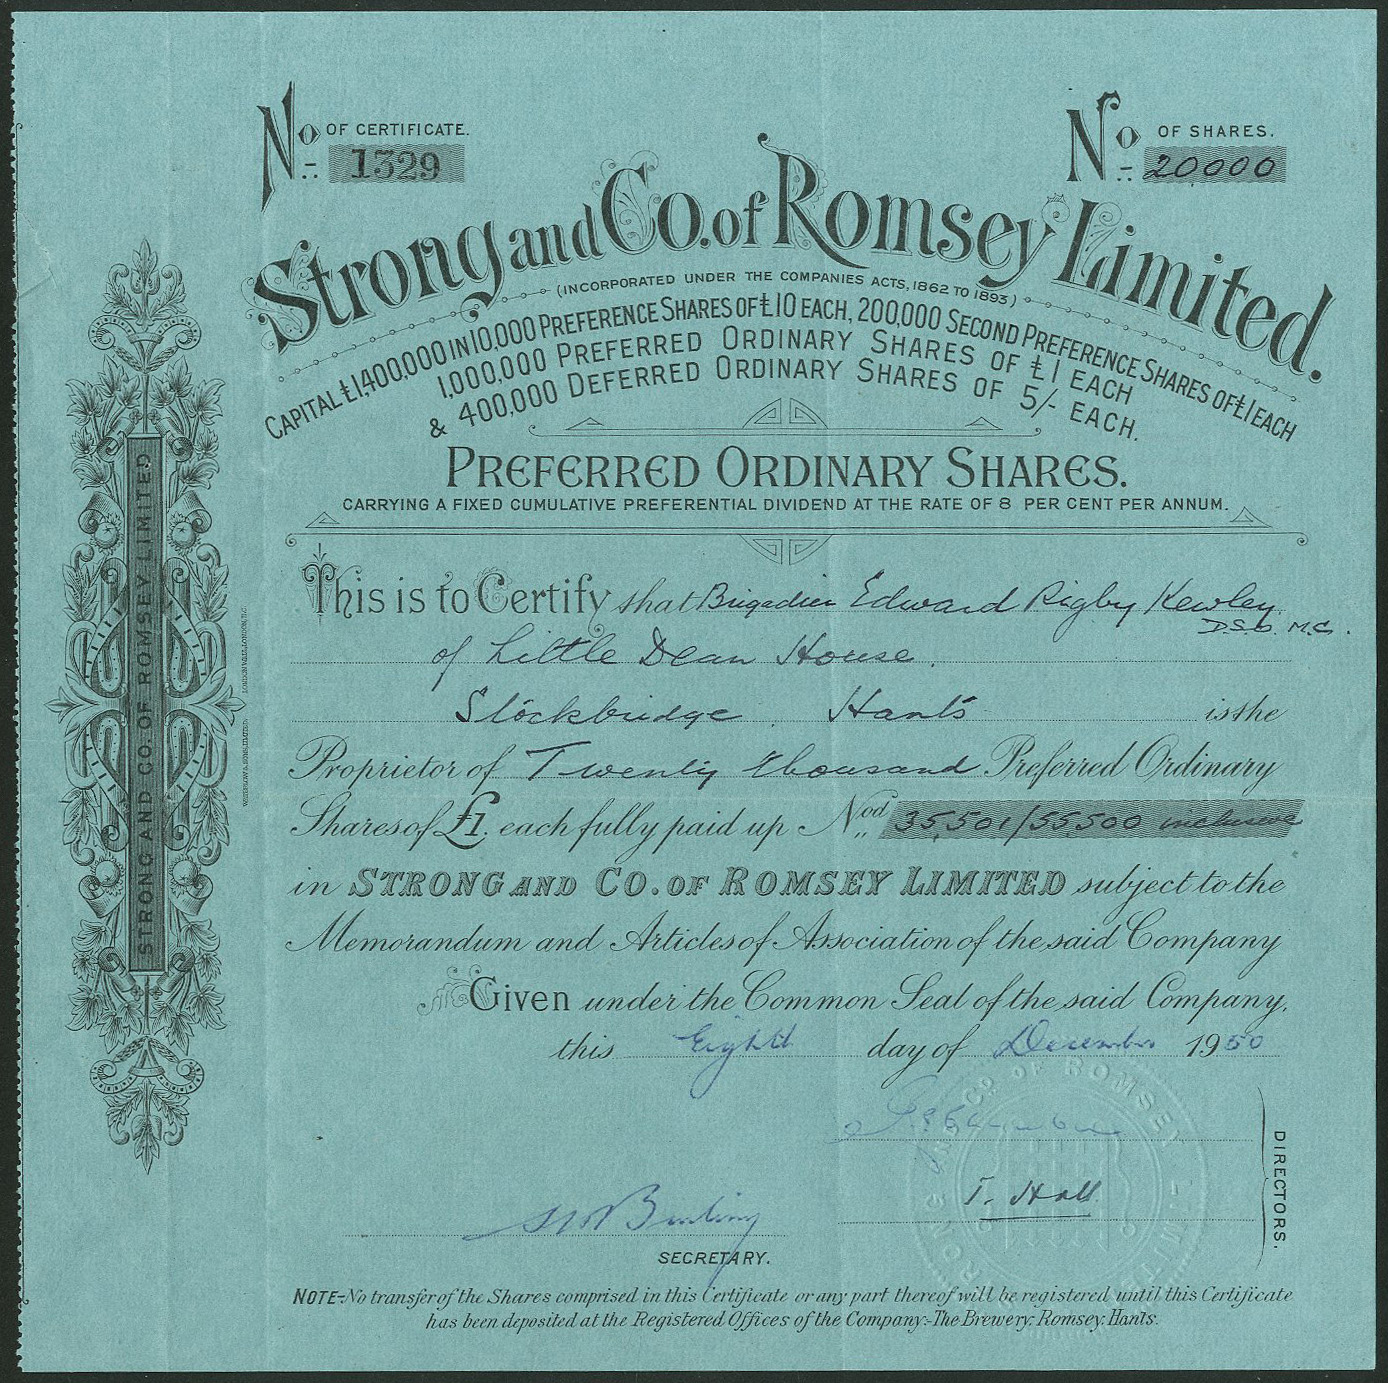 No OF CERTIFICATE.
1329
No OF SHARES.
20000
Strong and Co. of Romsey Limited.
(INCORPORATED UNDER THE COMPANIES ACTS, 1862 TO 1893)
CAPITAL £1,400,000 IN 10,000 PREFERENCE SHARES OF £10 EACH, 200,000 SECOND PREFERENCE SHARES OF £1 EACH
1,000,000 PREFERRED ORDINARY SHARES OF £1 EACH
& 400,000 DEFERRED ORDINARY SHARES OF 5/- EACH.
PREFERRED ORDINARY SHARES.
CARRYING A FIXED CUMULATIVE PREFERENTIAL DIVIDEND AT THE RATE OF 8 PER CENT PER ANNUM.
This is to Certify that Brigadier Edward Rigby Kewley
D.S.O. M.C.
of Little Dean House.
Stockbridge. Hants is the
Proprietor of Twenty thousand Preferred Ordinary
Shares of £1. each fully paid up Nod 35,501/55,500 inclusive
in STRONG AND CO. OF ROMSEY LIMITED subject to the
Memorandum and Articles of Association of the said Company
Given under the Common Seal of the said Company,
this Eighth day of December 1950
T. Hall
DIRECTORS.
SECRETARY.
NOTE:-No transfer of the Shares comprised in this Certificate or any part thereof will be registered until this Certificate
has been deposited at the Registered Offices of the Company:-The Brewery, Romsey, Hants.
STRONG AND CO. OF ROMSEY LIMITED